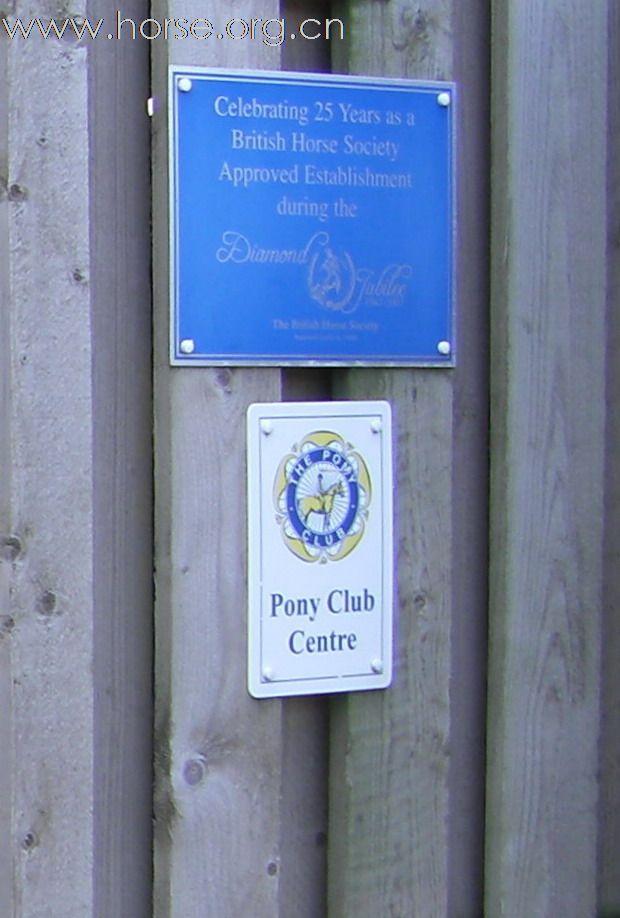 www.horse.org.cn
Celebrating 25 Years as a
British Horse Society
Approved Establishment
during the
Diamond
Jubilee
The British Horse Society
THE PONY
CLUB
Pony Club
Centre